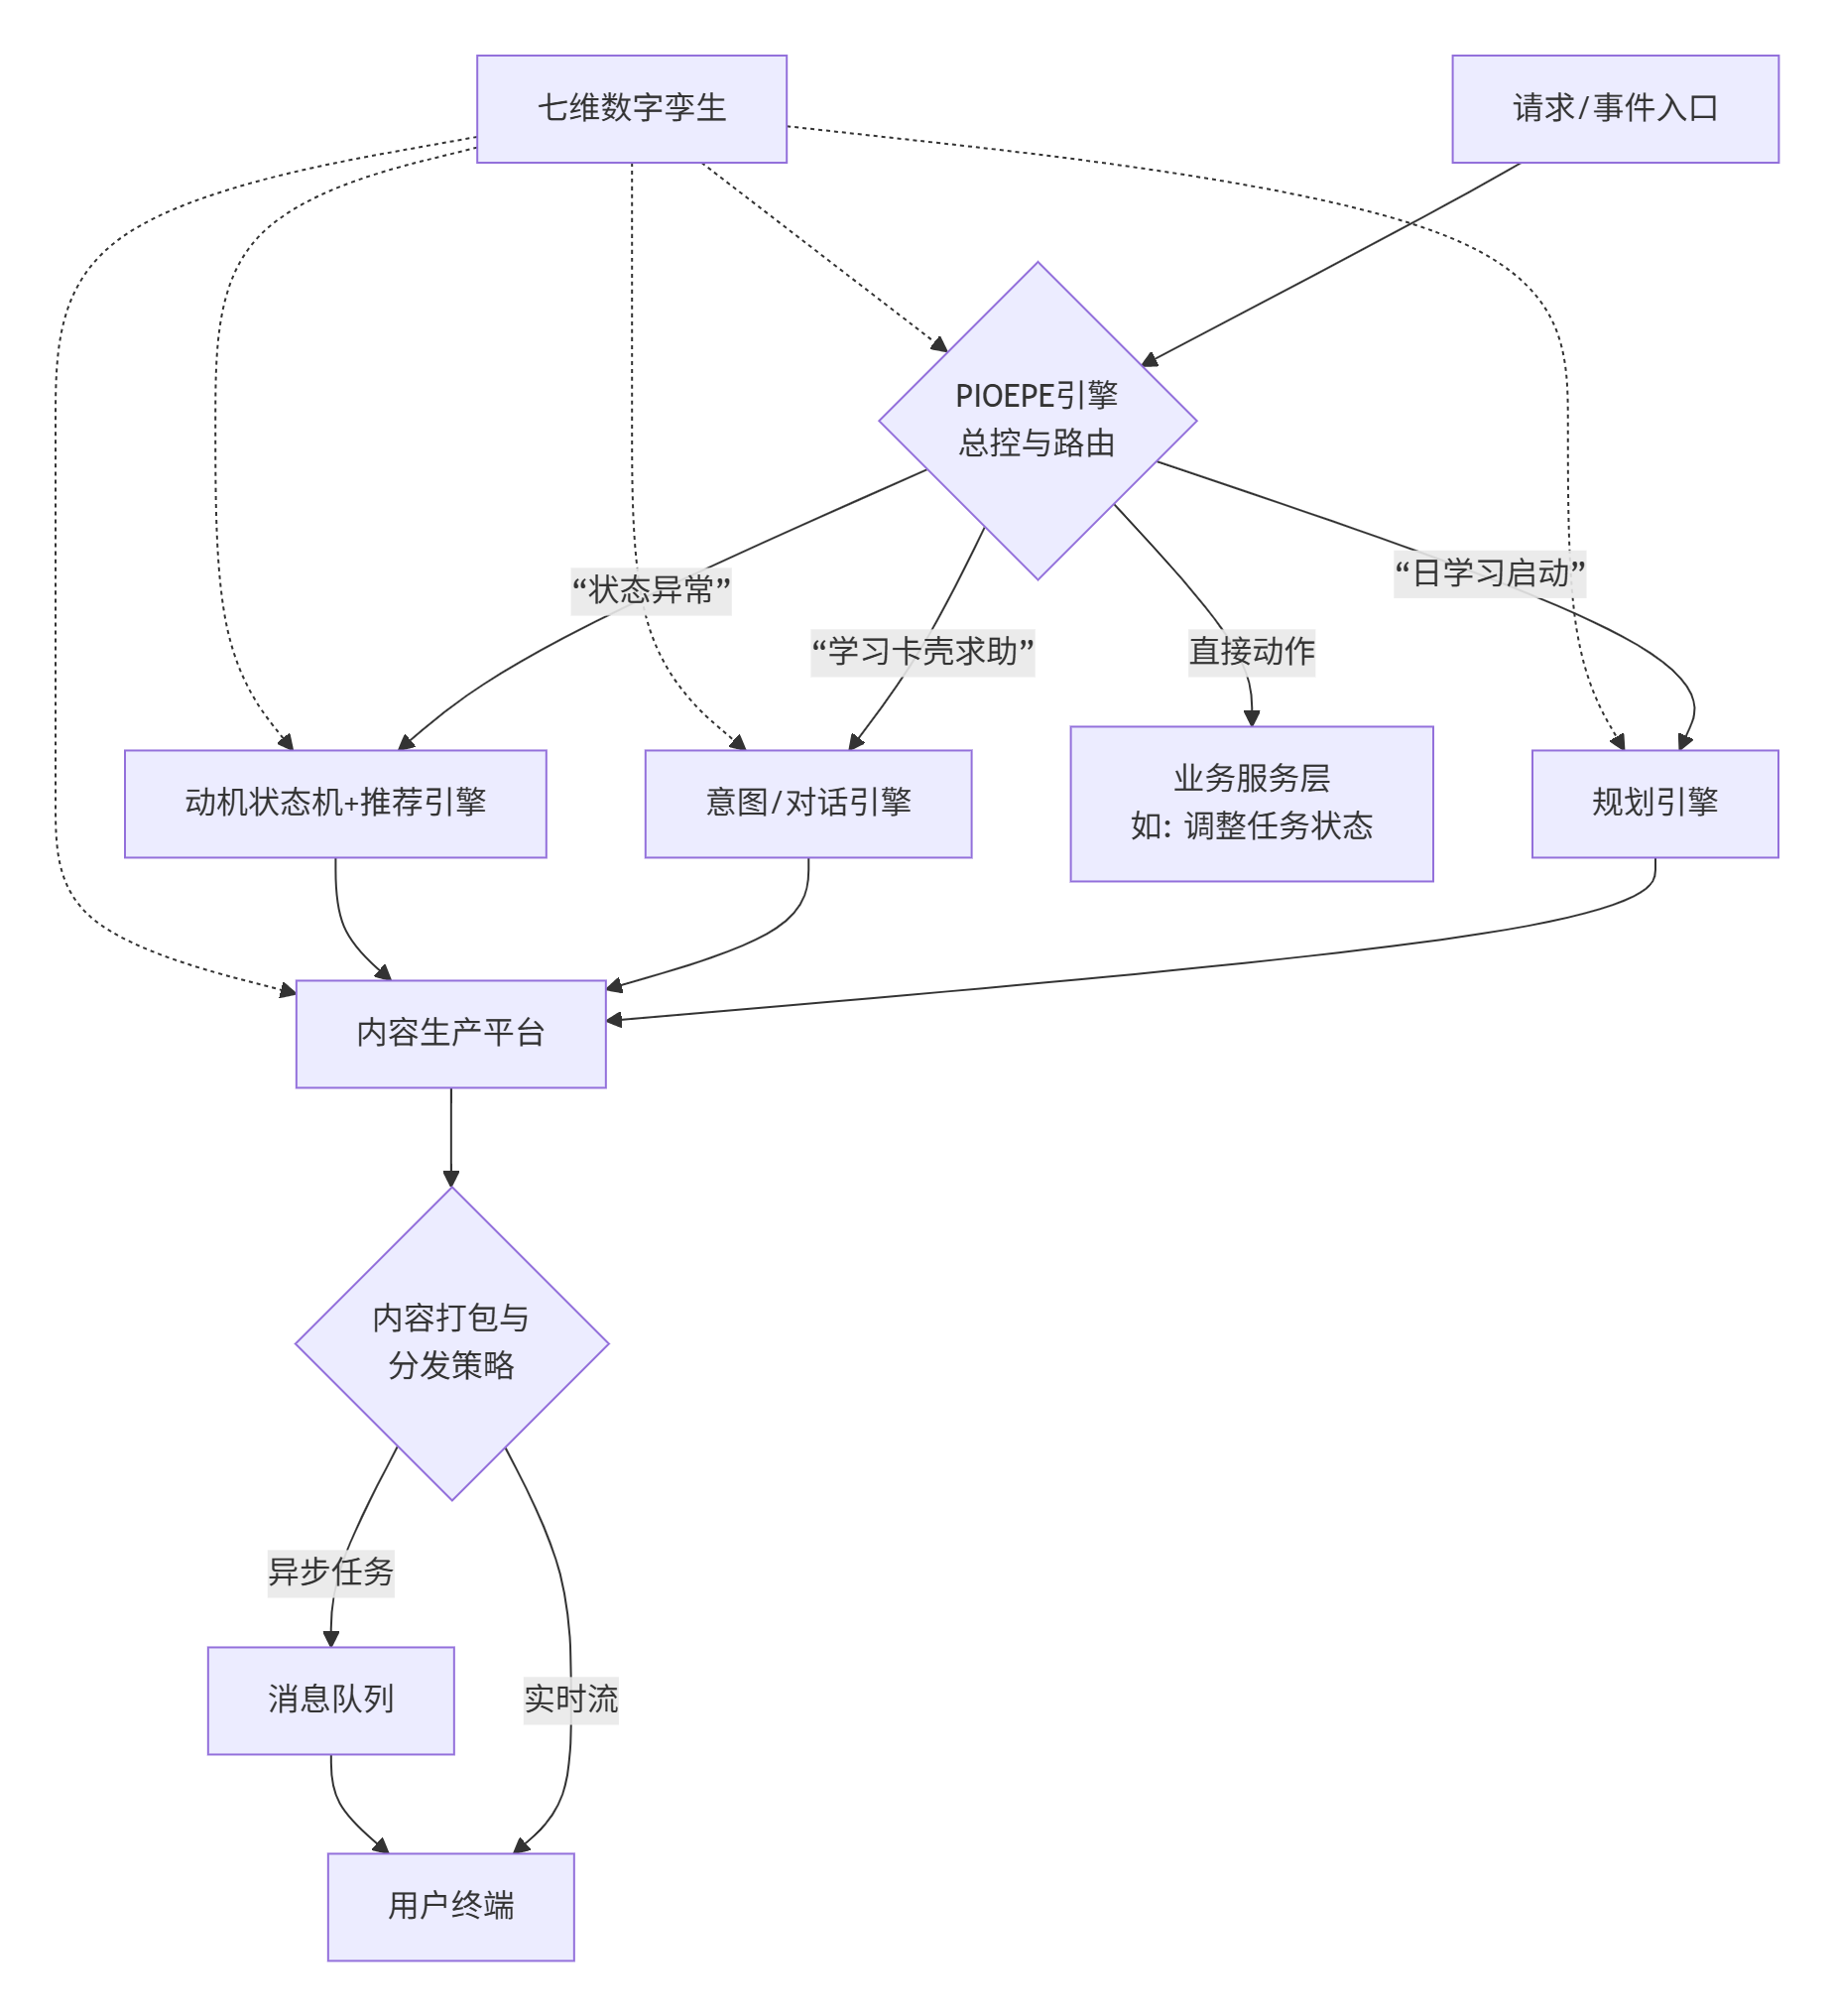 七维数字孪生
请求/事件入口
PIOEPE引擎
总控与路由
“状态异常”
“日学习启动”
“学习卡壳求助”
直接动作
动机状态机+推荐引擎
意图/对话引擎
业务服务层
如: 调整任务状态
规划引擎
内容生产平台
内容打包与
分发策略
异步任务
消息队列
实时流
用户终端